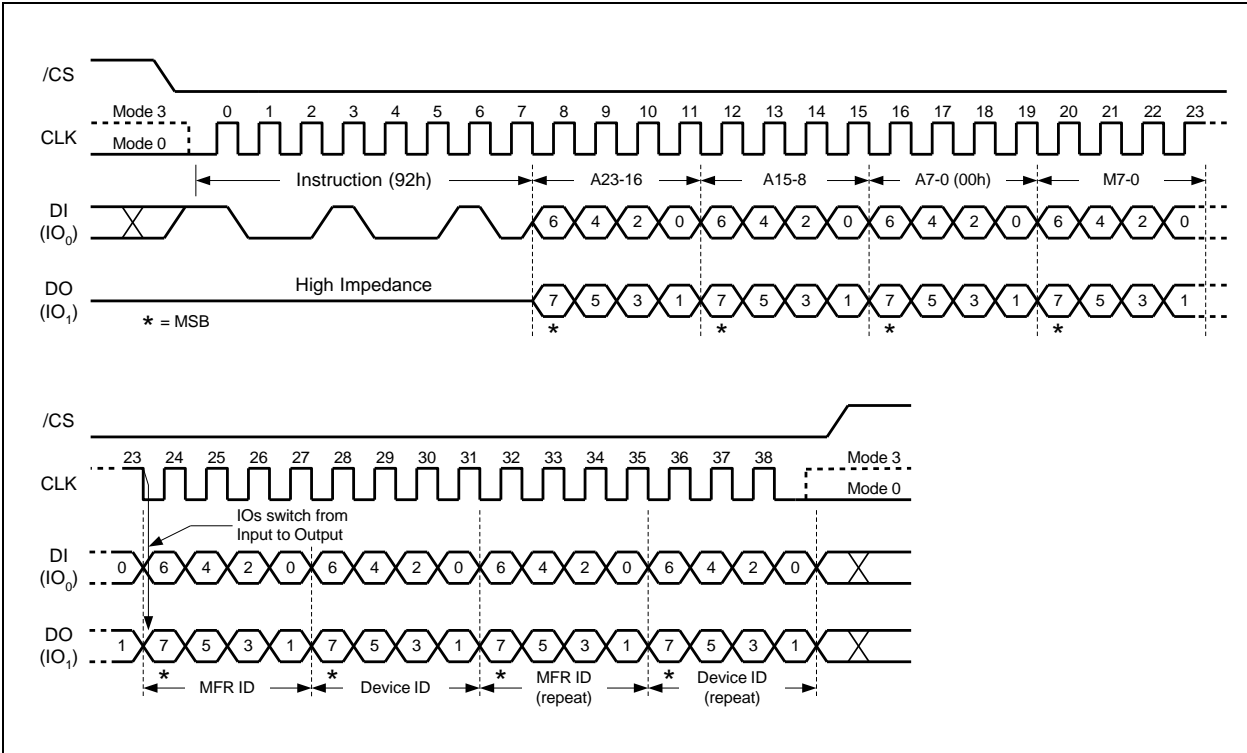 /CS
Mode 3 0 1 2 3 4 5 6 7 8 9 10 11 12 13 14 15 16 17 18 19 20 21 22 23
CLK
Mode 0
Instruction (92h) A23-16 A15-8 A7-0 (00h) M7-0
DI
(IO0) 6 4 2 0 6 4 2 0 6 4 2 0 6 4 2 0
High Impedance
DO
(IO1) 7 5 3 1 7 5 3 1 7 5 3 1 7 5 3 1
* = MSB * * * *
/CS
23 24 25 26 27 28 29 30 31 32 33 34 35 36 37 38 Mode 3
CLK
Mode 0
IOs switch from
Input to Output
DI
(IO0) 0 6 4 2 0 6 4 2 0 6 4 2 0 6 4 2 0
DO
(IO1) 1 7 5 3 1 7 5 3 1 7 5 3 1 7 5 3 1
* * * *
MFR ID Device ID MFR ID
(repeat) Device ID
(repeat)